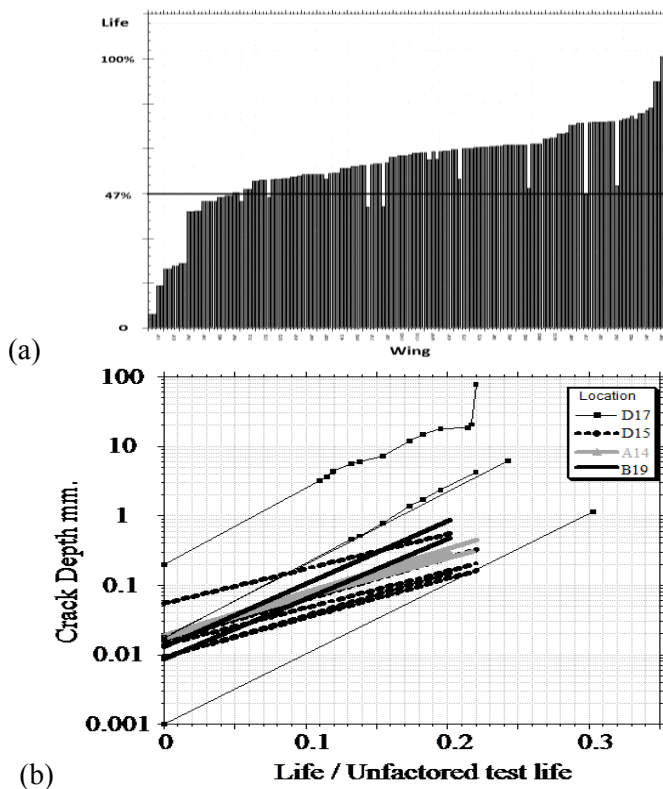 Life
100%
47%
0
Wing
(a)
100
10
1
0.1
0.01
0.001
0
0.1
0.2
0.3
Crack Depth mm.
Life / Unfactored test life
Location
D17
D15
A14
B19
(b)